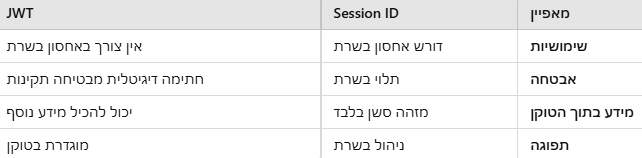 מאפיין Session ID JWT
שימושיות דורש אחסון בשרת אין צורך באחסון בשרת
אבטחה תלוי בשרת חתימה דיגיטלית מבטיחה תקינות
מידע בתוך הטוקן מזהה סשן בלבד יכול להכיל מידע נוסף
תפוגה ניהול בשרת מוגדרת בטוקן